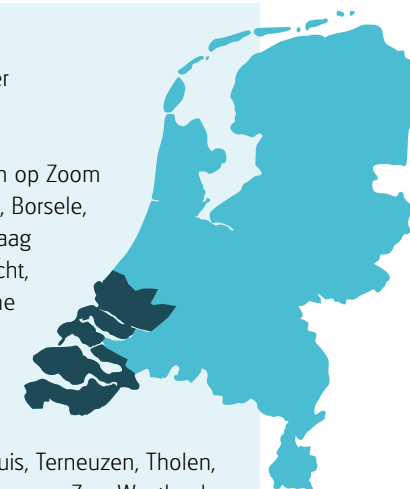 er
n op Zoom
, Borsele,
aag
cht,
ne
uis, Terneuzen, Tholen,